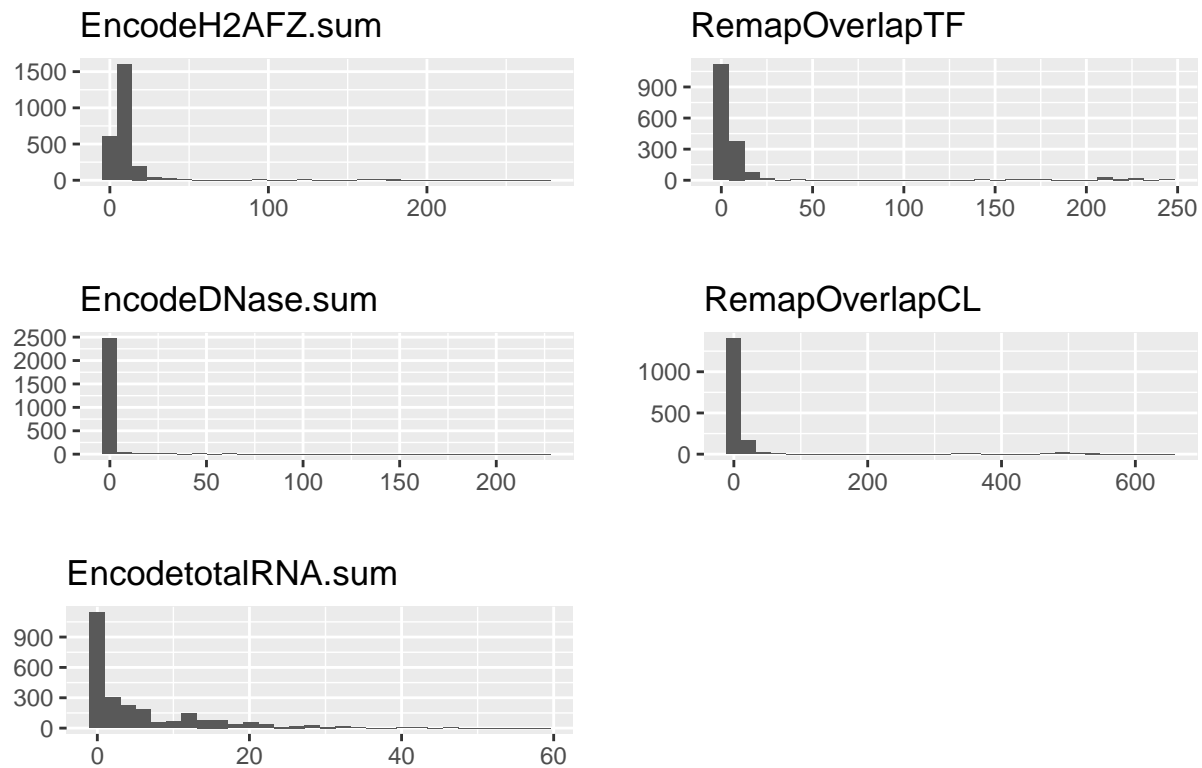 EncodeH2AFZ.sum
1500
1000
500
0
0 100 200
RemapOverlapTF
900
600
300
0
0 50 100 150 200 250
EncodeDNase.sum
2500
2000
1500
1000
500
0
0 50 100 150 200
RemapOverlapCL
1000
500
0
0 200 400 600
EncodetotalRNA.sum
900
600
300
0
0 20 40 60